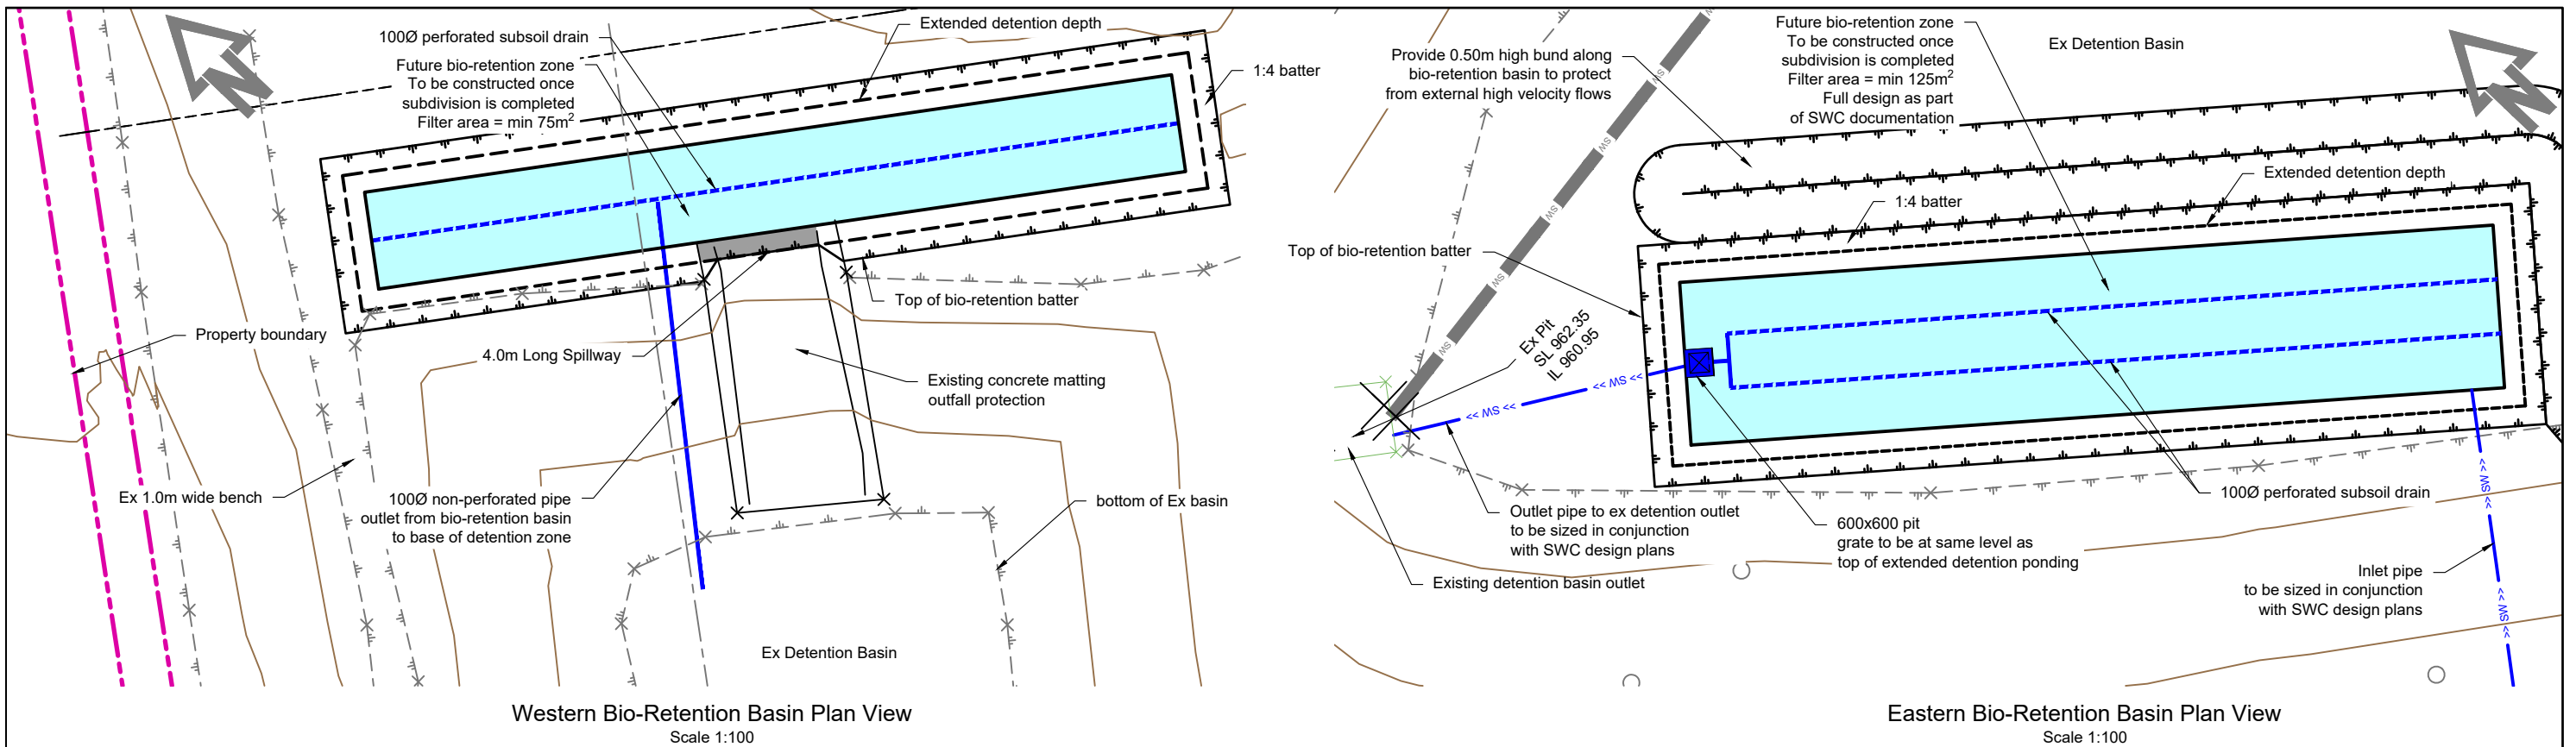 Extended detention depth
100Ø perforated subsoil drain
Future bio-retention zone
To be constructed once
subdivision is completed
Filter area = min 75m²
1:4 batter
N
Property boundary
Top of bio-retention batter
4.0m Long Spillway
Existing concrete matting
outfall protection
Ex 1.0m wide bench
100Ø non-perforated pipe
outlet from bio-retention basin
to base of detention zone
bottom of Ex basin
Ex Detention Basin
Western Bio-Retention Basin Plan View
Scale 1:100
Future bio-retention zone
To be constructed once
subdivision is completed
Filter area = min 125m²
Full design as part
of SWC documentation
Ex Detention Basin
N
Provide 0.50m high bund along
bio-retention basin to protect
from external high velocity flows
SW
SW
SW
SW
SW
SW
Extended detention depth
1:4 batter
Top of bio-retention batter
Ex Pit
SL 962.35
IL 960.95
>> SW >>
>> SW >>
100Ø perforated subsoil drain
Outlet pipe to ex detention outlet
to be sized in conjunction
with SWC design plans
600x600 pit
grate to be at same level as
top of extended detention ponding
Existing detention basin outlet
>> SW >>
>> SW >>
Inlet pipe
to be sized in conjunction
with SWC design plans
Eastern Bio-Retention Basin Plan View
Scale 1:100